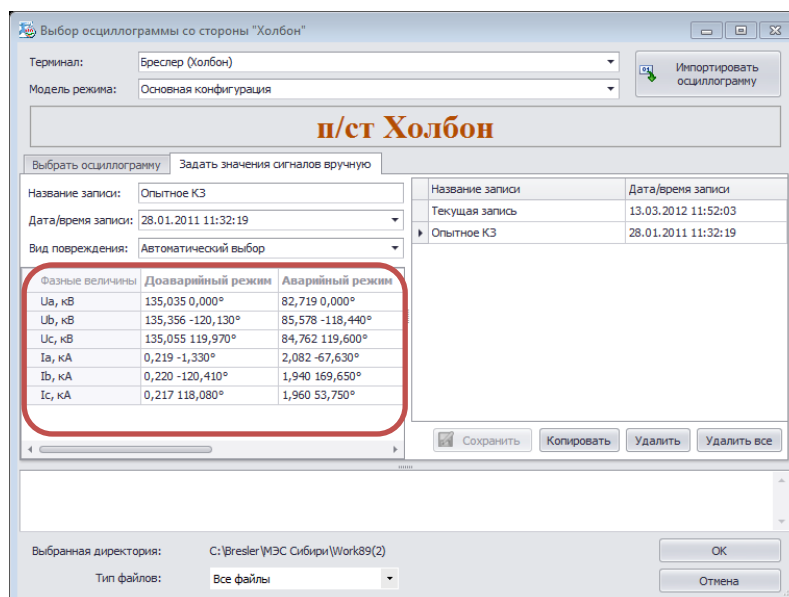 Выбор осциллограммы со стороны "Холбон"
Терминал: Бреслер (Холбон)
Модель режима: Основная конфигурация
Импортировать осциллограмму
п/ст Холбон
Выбрать осциллограмму Задать значения сигналов вручную
Название записи: Опытное КЗ
Дата/время записи: 28.01.2011 11:32:19
Вид повреждения: Автоматический выбор
Фазные величины Доаварийный режим Аварийный режим
Ua, кВ 135,035 0,000° 82,719 0,000°
Ub, кВ 135,356 -120,130° 85,578 -118,440°
Uc, кВ 135,055 119,970° 84,762 119,600°
Ia, кА 0,219 -1,330° 2,082 -67,630°
Ib, кА 0,220 -120,410° 1,940 169,650°
Ic, кА 0,217 118,080° 1,960 53,750°
Название записи Дата/время записи
Текущая запись 13.03.2012 11:52:03
Опытное КЗ 28.01.2011 11:32:19
Сохранить Копировать Удалить Удалить все
Выбранная директория: C:\Bresler\МЭС Сибири\Work89(2)
Тип файлов: Все файлы
OK
Отмена